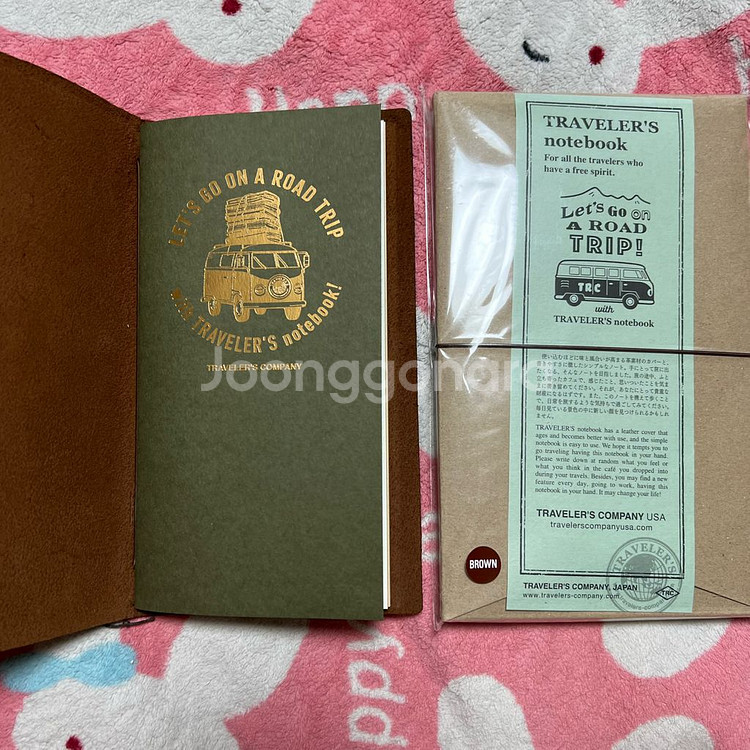 Happy
LET'S GO ON A ROAD TRIP
with TRAVELER'S notebook!
TRAVELER'S COMPANY
Joonggonara
TRAVELER'S
notebook
For all the travelers who
have a free spirit.
Let's GO on
A ROAD
TRIP!
TRC
with
TRAVELER'S notebook
TRAVELER'S notebook has a leather cover that
ages and becomes better with use, and the simple
notebook is easy to use. We hope it tempts you to
go traveling having this notebook in your hand.
Please write down at random what you feel or
what you think in the café you dropped into
during your travels. Besides, you may find a new
feature every day, going to work, having this
notebook in your hand. It may change your life!
TRAVELER'S COMPANY USA
travelerscompanyusa.com
BROWN
TRAVELER'S
TRAVELER'S COMPANY, JAPAN
www.travelers-company.com
TRC
ppy